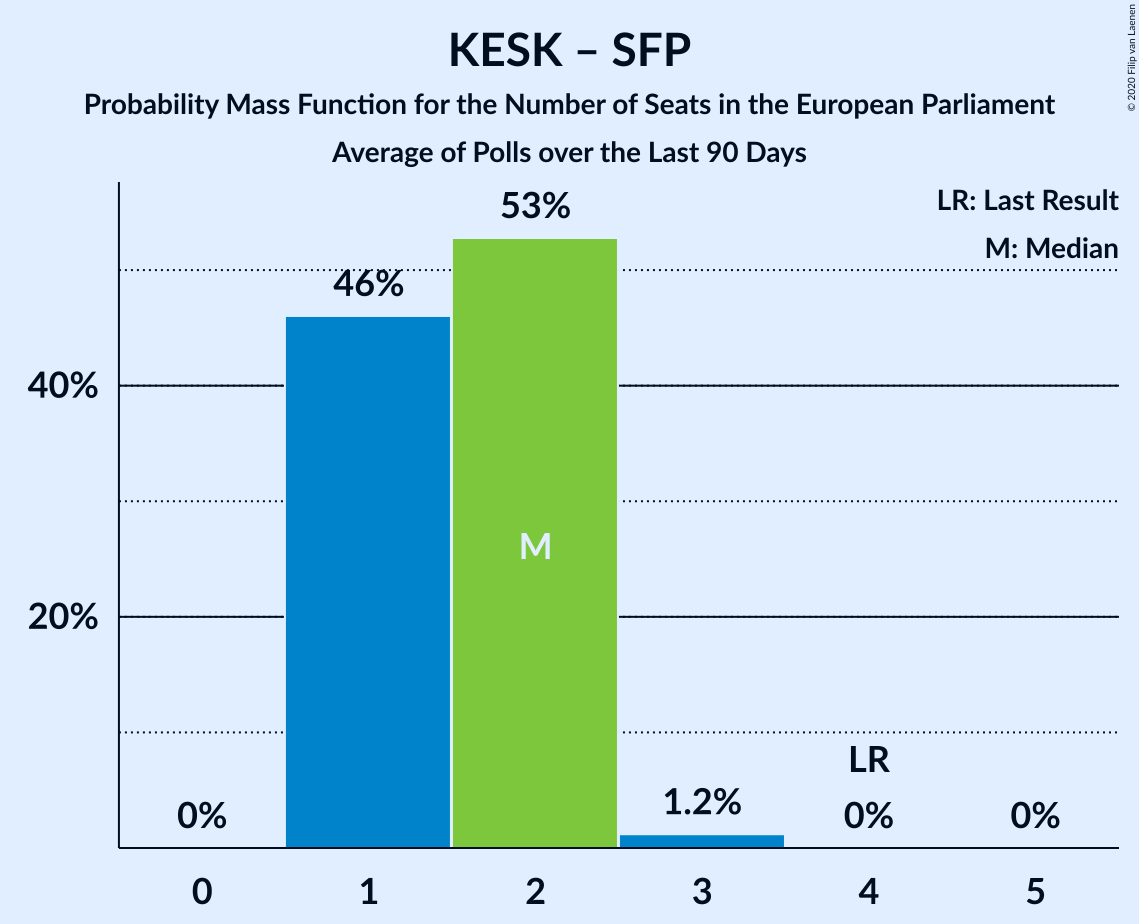 KESK – SFP
Probability Mass Function for the Number of Seats in the European Parliament
Average of Polls over the Last 90 Days
© 2020 Filip van Laenen
LR: Last Result
M: Median
53%
46%
40%
M
20%
LR
0%
1.2%
0%
0%
0 1 2 3 4 5